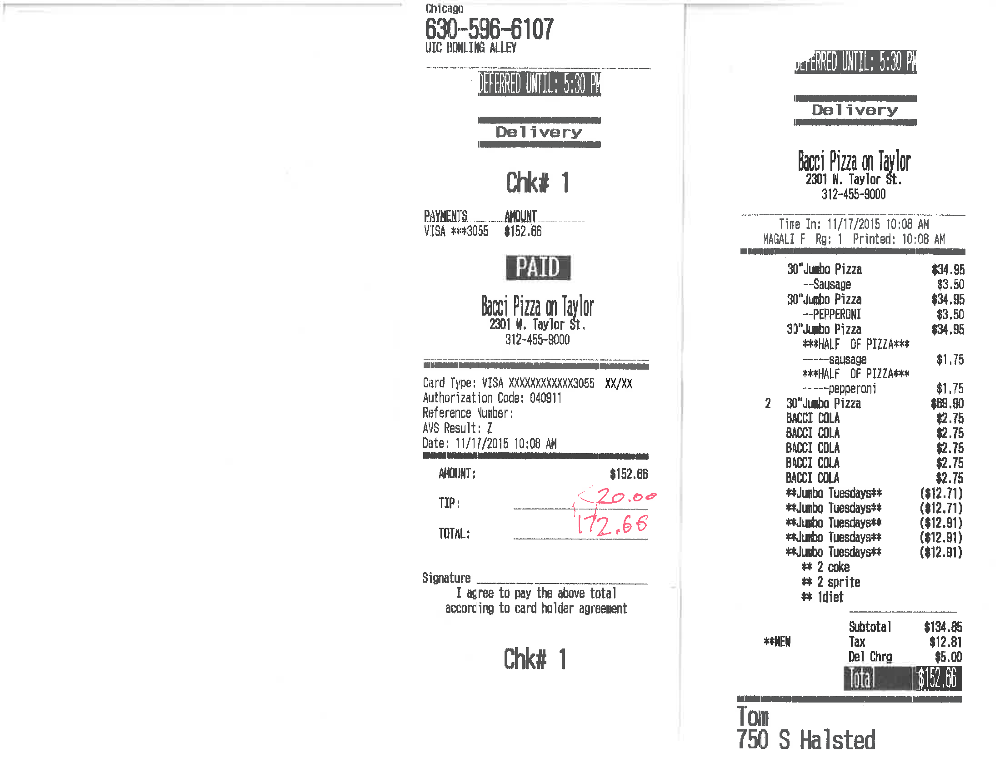 Chicago
630-596-6107
UIC BOWLING ALLEY
DEFERRED UNTIL: 5:30 PM
Delivery
Chk# 1
PAYMENTS AMOUNT
VISA ***3055 $152.66
PAID
Bacci Pizza on Taylor
2301 W. Taylor St.
312-455-9000
Card Type: VISA XXXXXXXXXXXX3055 XX/XX
Authorization Code: 040911
Reference Number:
AVS Result: Z
Date: 11/17/2015 10:08 AM
AMOUNT: $152.66
TIP: 20.00
TOTAL: 172.66
Signature
I agree to pay the above total
according to card holder agreement
Chk# 1
DEFERRED UNTIL: 5:30 PM
Delivery
Bacci Pizza on Taylor
2301 W. Taylor St.
312-455-9000
Time In: 11/17/2015 10:08 AM
MAGALI F Rg: 1 Printed: 10:08 AM
30"Jumbo Pizza $34.95
--Sausage $3.50
30"Jumbo Pizza $34.95
--PEPPERONI $3.50
30"Jumbo Pizza $34.95
***HALF OF PIZZA***
-----sausage $1.75
***HALF OF PIZZA***
-----pepperoni $1.75
2 30"Jumbo Pizza $69.90
BACCI COLA $2.75
BACCI COLA $2.75
BACCI COLA $2.75
BACCI COLA $2.75
BACCI COLA $2.75
**Jumbo Tuesdays** ($12.71)
**Jumbo Tuesdays** ($12.71)
**Jumbo Tuesdays** ($12.91)
**Jumbo Tuesdays** ($12.91)
**Jumbo Tuesdays** ($12.91)
** 2 coke
** 2 sprite
** 1diet
Subtotal $134.85
**NEW Tax $12.81
Del Chrg $5.00
Total $152.66
Tom
750 S Halsted